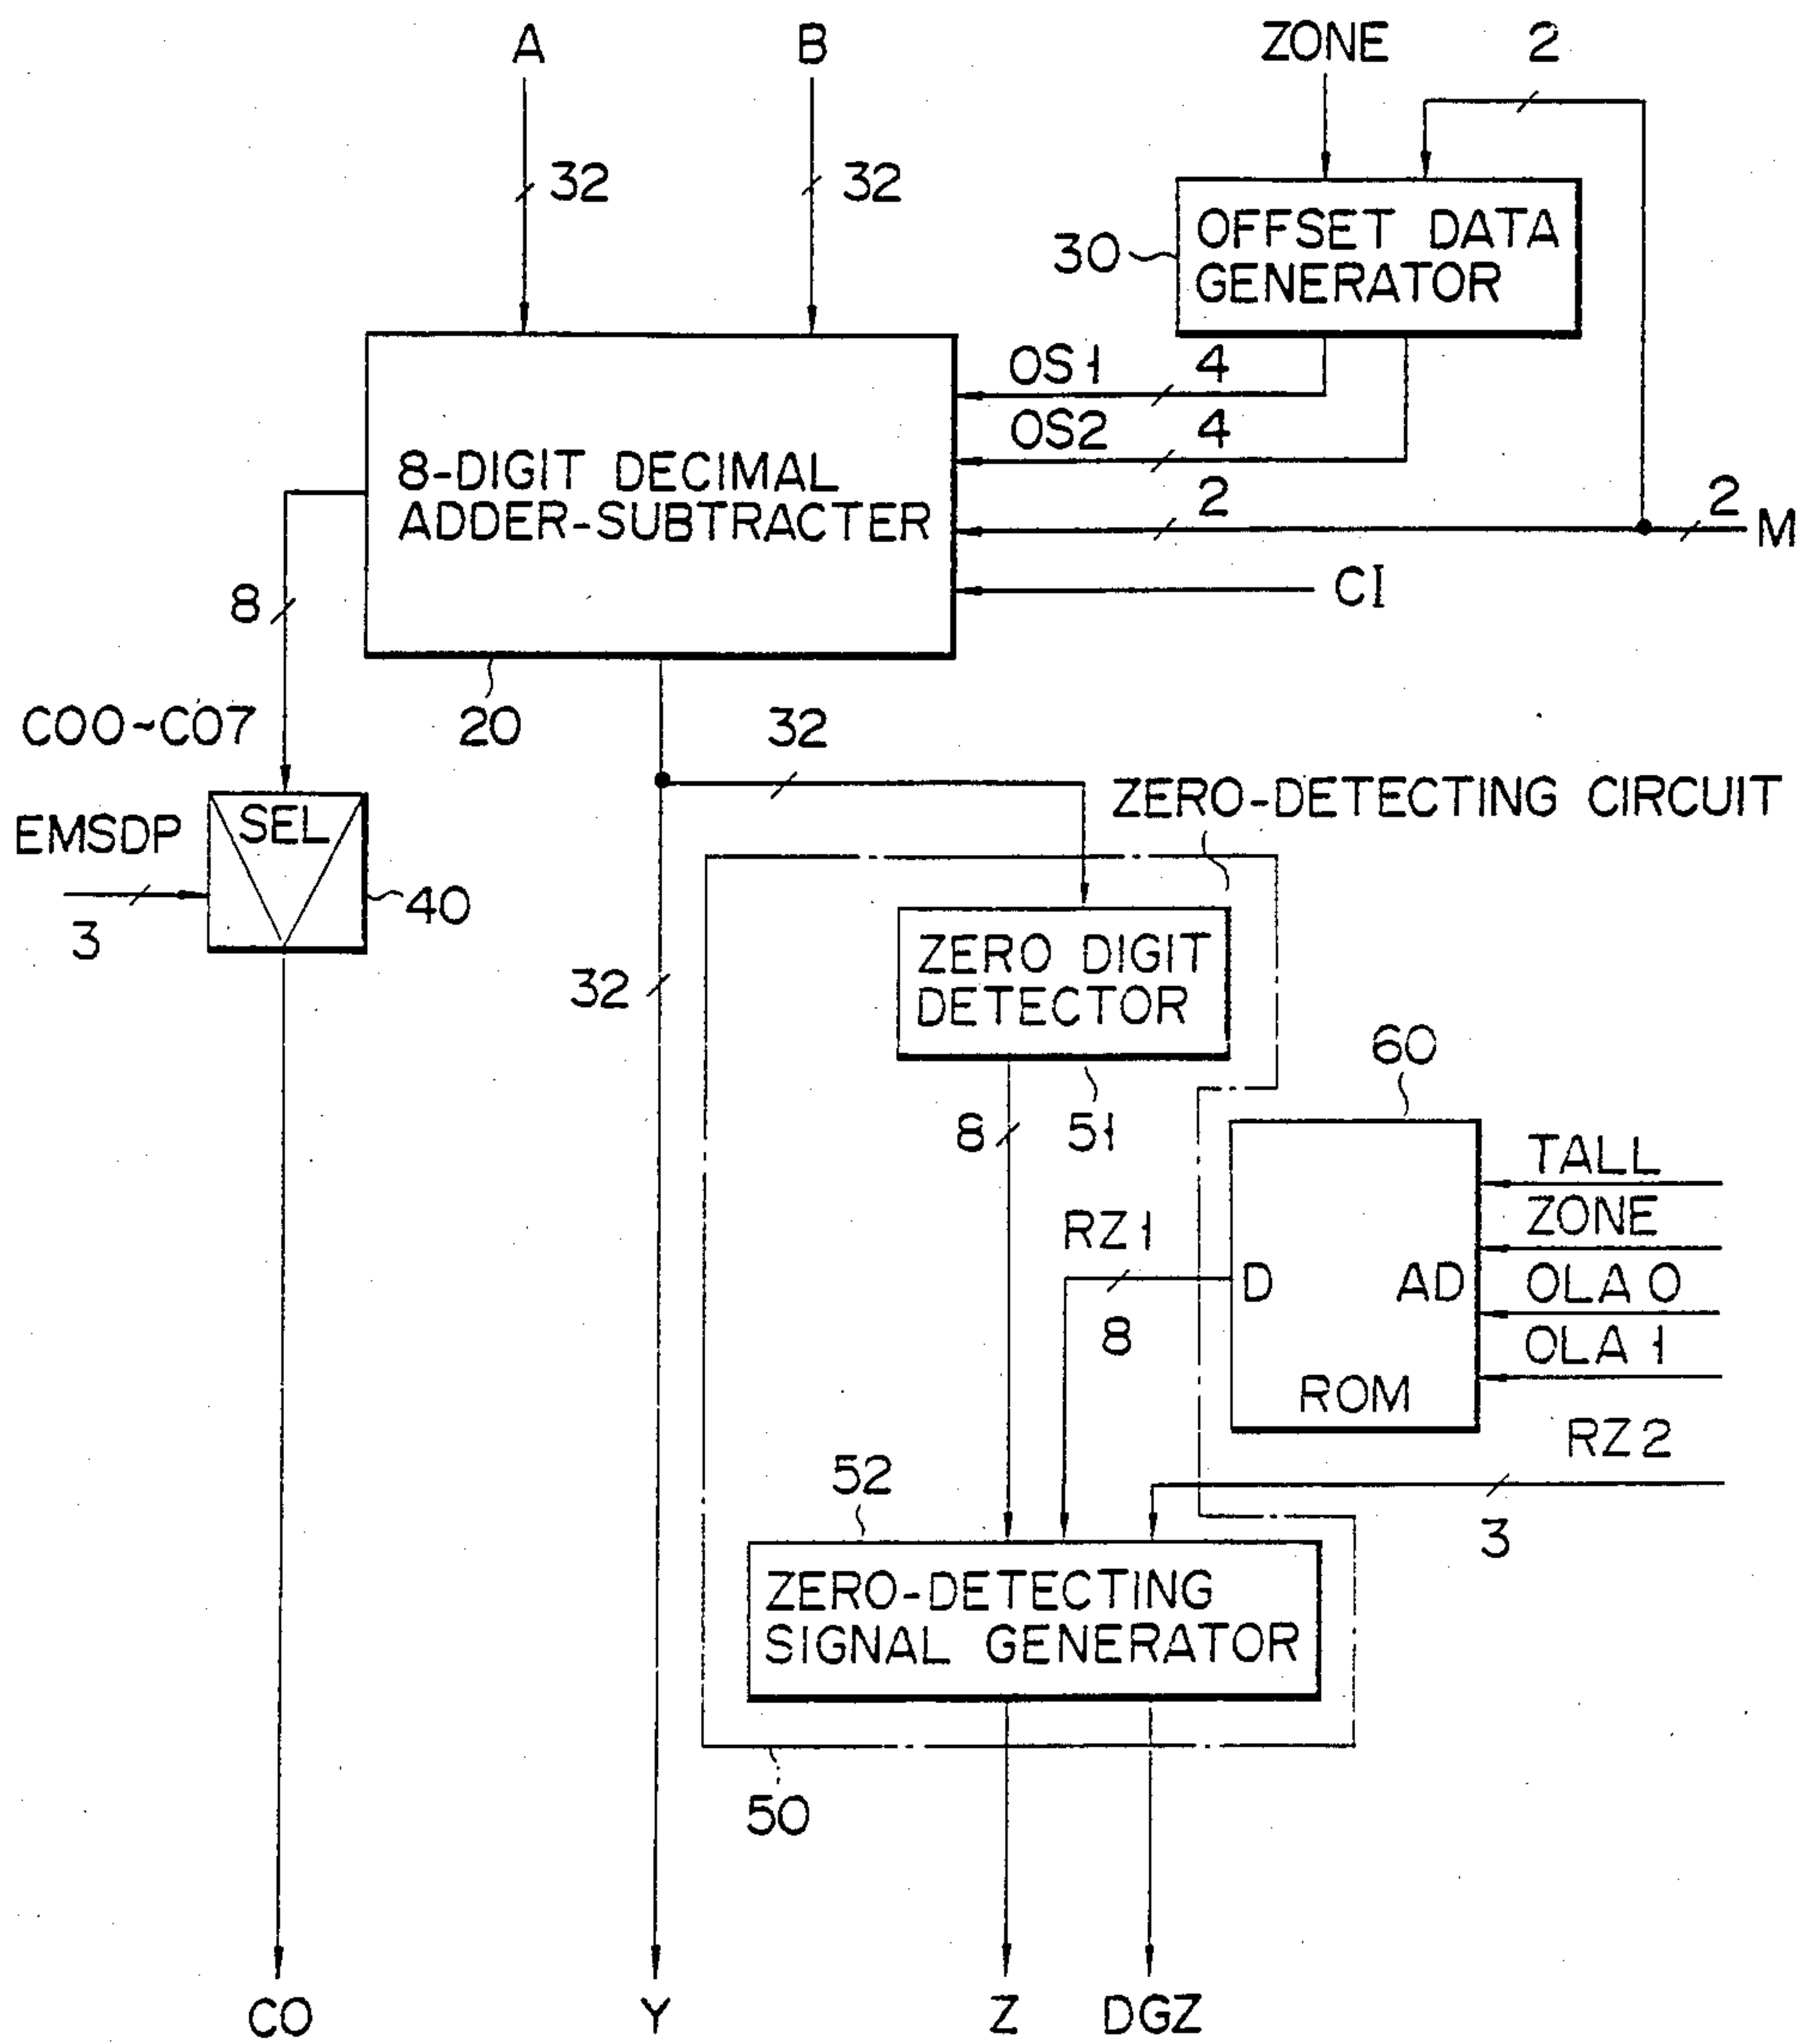 A
B
ZONE
2
32
32
30
OFFSET DATA
GENERATOR
OS1
4
OS2
4
8-DIGIT DECIMAL
ADDER-SUBTRACTER
2
2
M
CI
8
20
CO0~CO7
32
ZERO-DETECTING CIRCUIT
SEL
EMSDP
3
40
32
ZERO DIGIT
DETECTOR
51
8
60
TALL
ZONE
OLA 0
OLA 1
RZ1
8
D
AD
ROM
RZ2
3
52
ZERO-DETECTING
SIGNAL GENERATOR
50
CO
Y
Z
DGZ